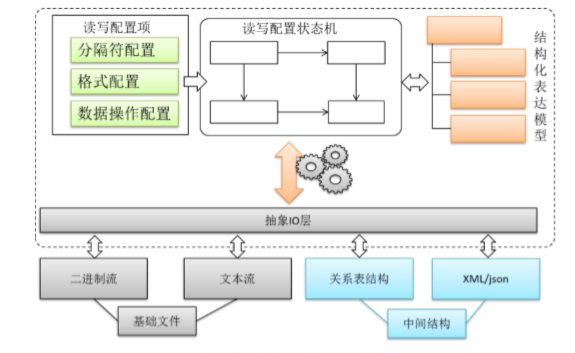 读写配置项
分隔符配置
格式配置
数据操作配置
读写配置状态机
结构化表达模型
抽象IO层
二进制流
文本流
关系表结构
XML/json
基础文件
中间结构